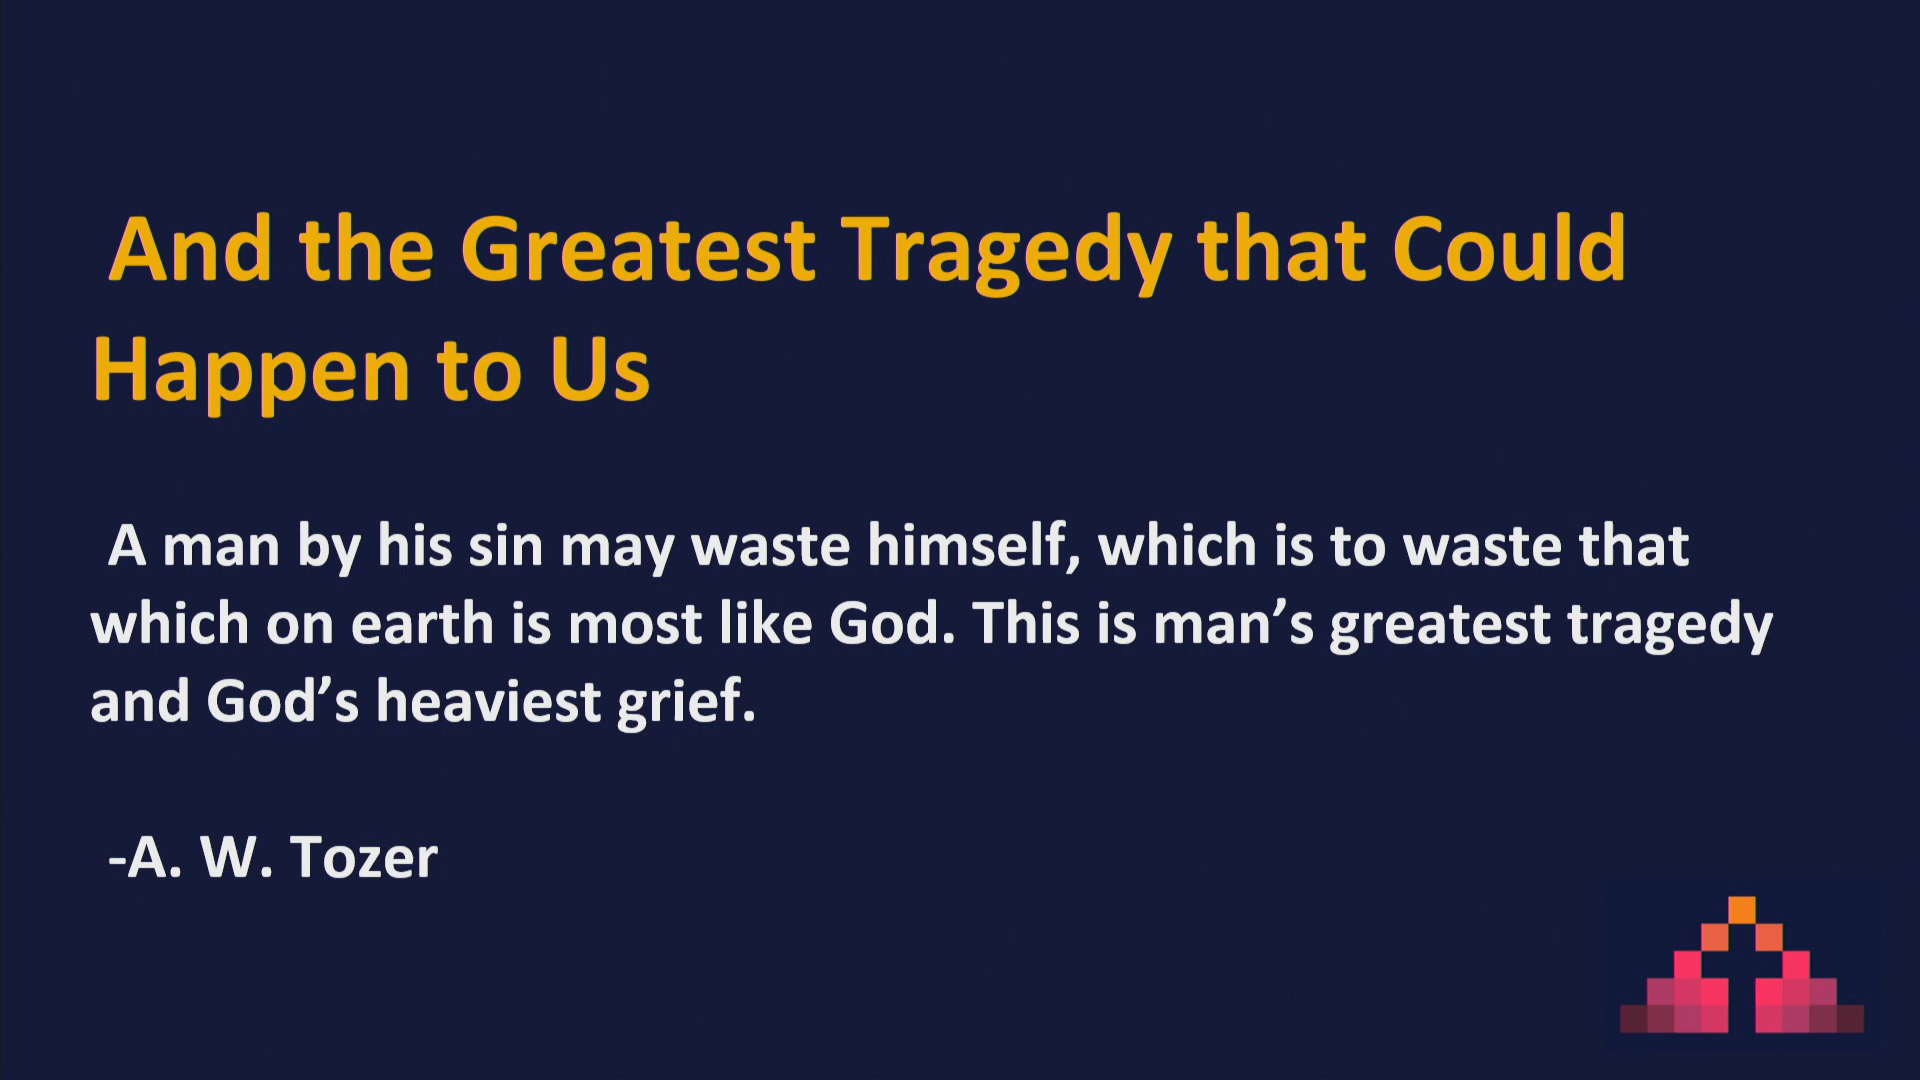 And the Greatest Tragedy that Could
Happen to Us
A man by his sin may waste himself, which is to waste that
which on earth is most like God. This is man’s greatest tragedy
and God’s heaviest grief.
-A. W. Tozer